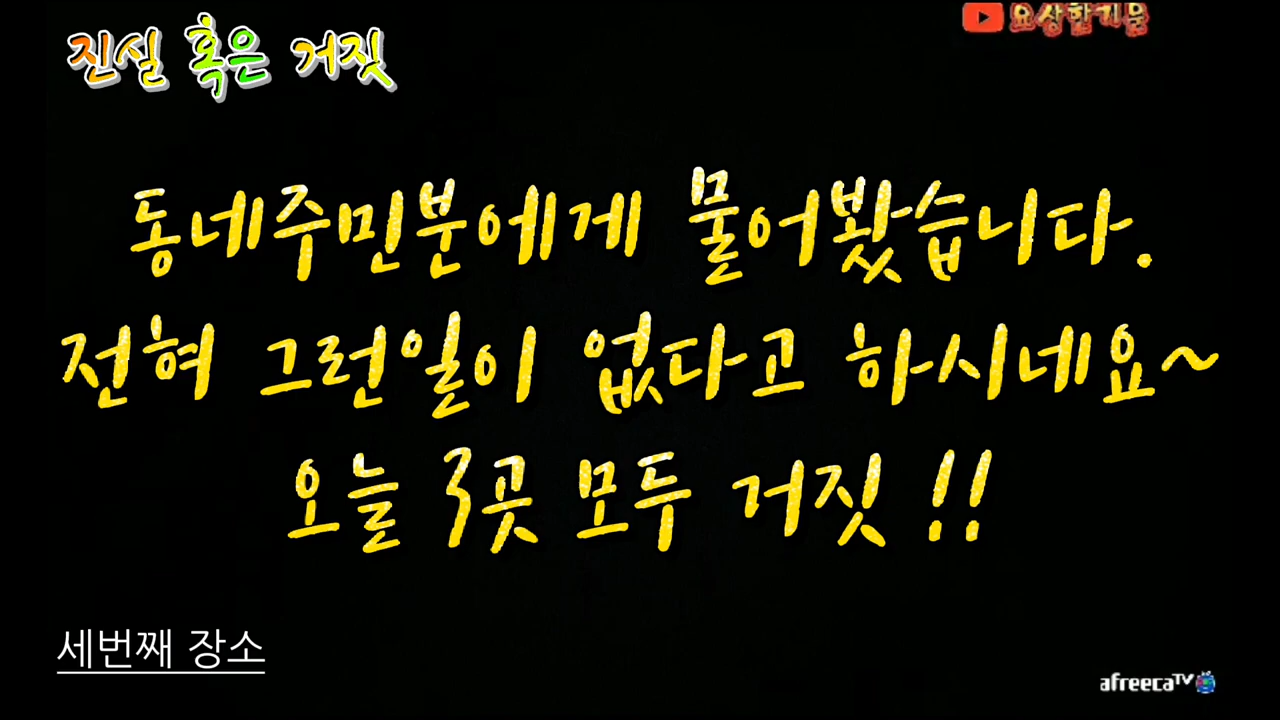 진실 혹은 거짓
요상합기운
동네주민분에게 물어봤습니다.
전혀 그런일이 없다고 하시네요~
오늘 3곳 모두 거짓 !!
세번째 장소
afreecaTV